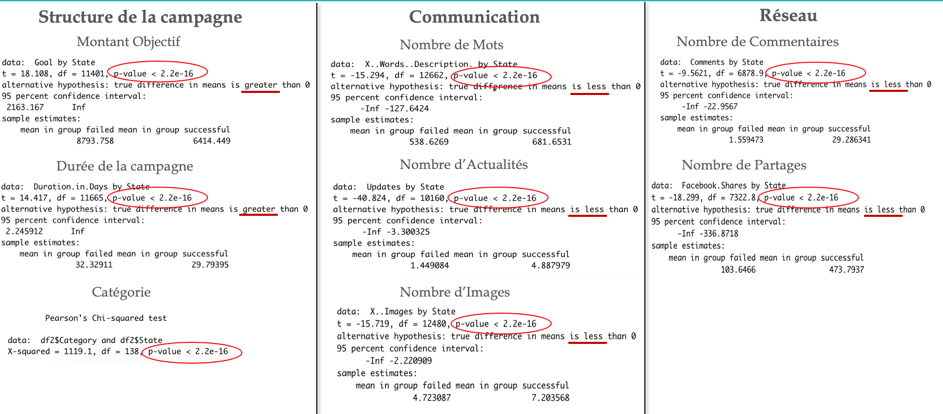 Structure de la campagne
Montant Objectif
data:  Goal by State
t = 18.108, df = 11401, p-value < 2.2e-16
alternative hypothesis: true difference in means is greater than 0
95 percent confidence interval:
2163.167      Inf
sample estimates:
mean in group failed mean in group successful
8793.758      6414.449
Durée de la campagne
data:  Duration.in.Days by State
t = 14.417, df = 11665, p-value < 2.2e-16
alternative hypothesis: true difference in means is greater than 0
95 percent confidence interval:
2.245912      Inf
sample estimates:
mean in group failed mean in group successful
32.32911      29.79395
Catégorie
Pearson's Chi-squared test
data:  df2$Category and df2$State
X-squared = 1119.1, df = 138, p-value < 2.2e-16
Communication
Nombre de Mots
data:  X..Words..Description. by State
t = -15.294, df = 12662, p-value < 2.2e-16
alternative hypothesis: true difference in means is less than 0
95 percent confidence interval:
-Inf -127.6424
sample estimates:
mean in group failed mean in group successful
538.6269      681.6531
Nombre d'Actualités
data:  Updates by State
t = -40.824, df = 10160, p-value < 2.2e-16
alternative hypothesis: true difference in means is less than 0
95 percent confidence interval:
-Inf -3.300325
sample estimates:
mean in group failed mean in group successful
1.449084      4.887979
Nombre d'Images
data:  X..Images by State
t = -15.719, df = 12480, p-value < 2.2e-16
alternative hypothesis: true difference in means is less than 0
95 percent confidence interval:
-Inf -2.220909
sample estimates:
mean in group failed mean in group successful
4.723087      7.203568
Réseau
Nombre de Commentaires
data:  Comments by State
t = -9.5621, df = 6878.9, p-value < 2.2e-16
alternative hypothesis: true difference in means is less than 0
95 percent confidence interval:
-Inf -22.9567
sample estimates:
mean in group failed mean in group successful
1.559473      29.286341
Nombre de Partages
data:  Facebook.Shares by State
t = -18.299, df = 7322.8, p-value < 2.2e-16
alternative hypothesis: true difference in means is less than 0
95 percent confidence interval:
-Inf -336.8718
sample estimates:
mean in group failed mean in group successful
103.6466      473.7937